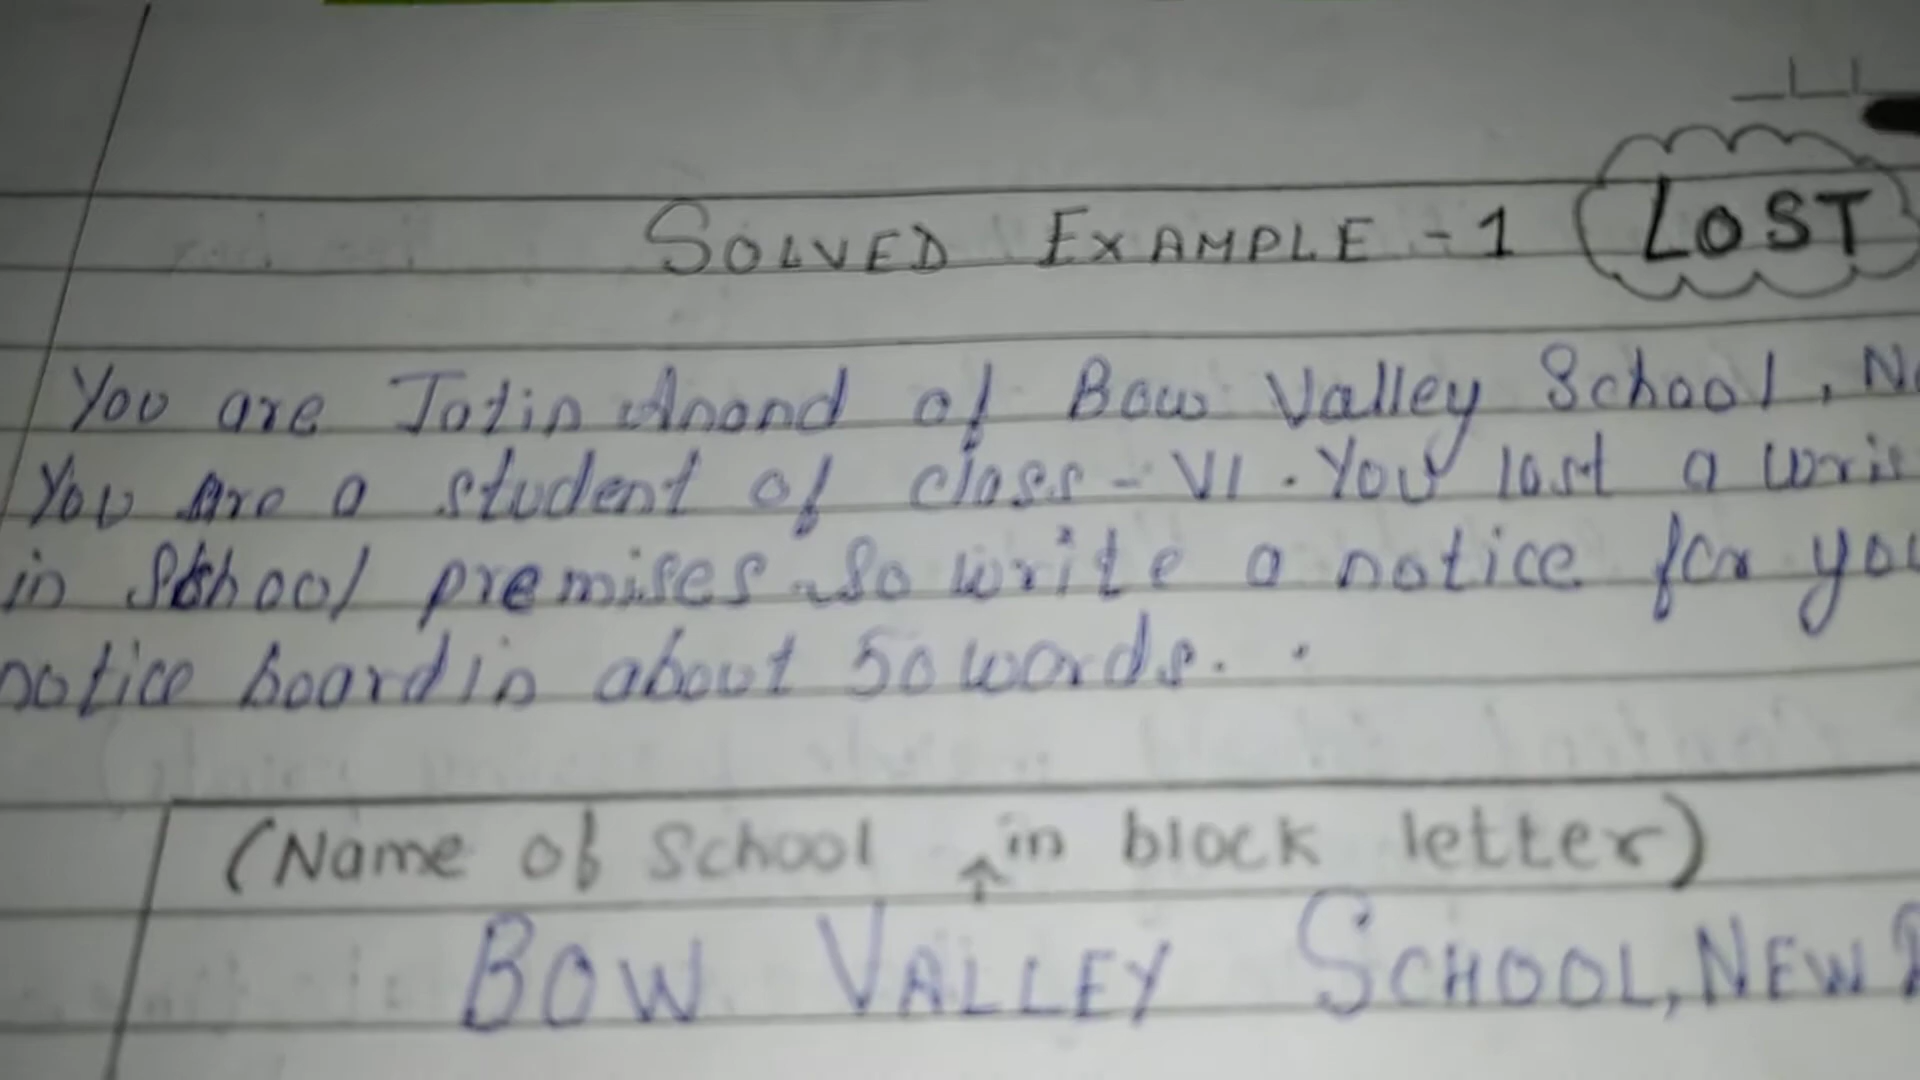 SOLVED EXAMPLE - 1 LOST
You are Jatin Anand of Bow Valley School,
You are a student of class - VI . You lost a
in School premises so write a notice for
notice board in about 50 words.
(Name of School in block letter)
BOW VALLEY SCHOOL, NEW